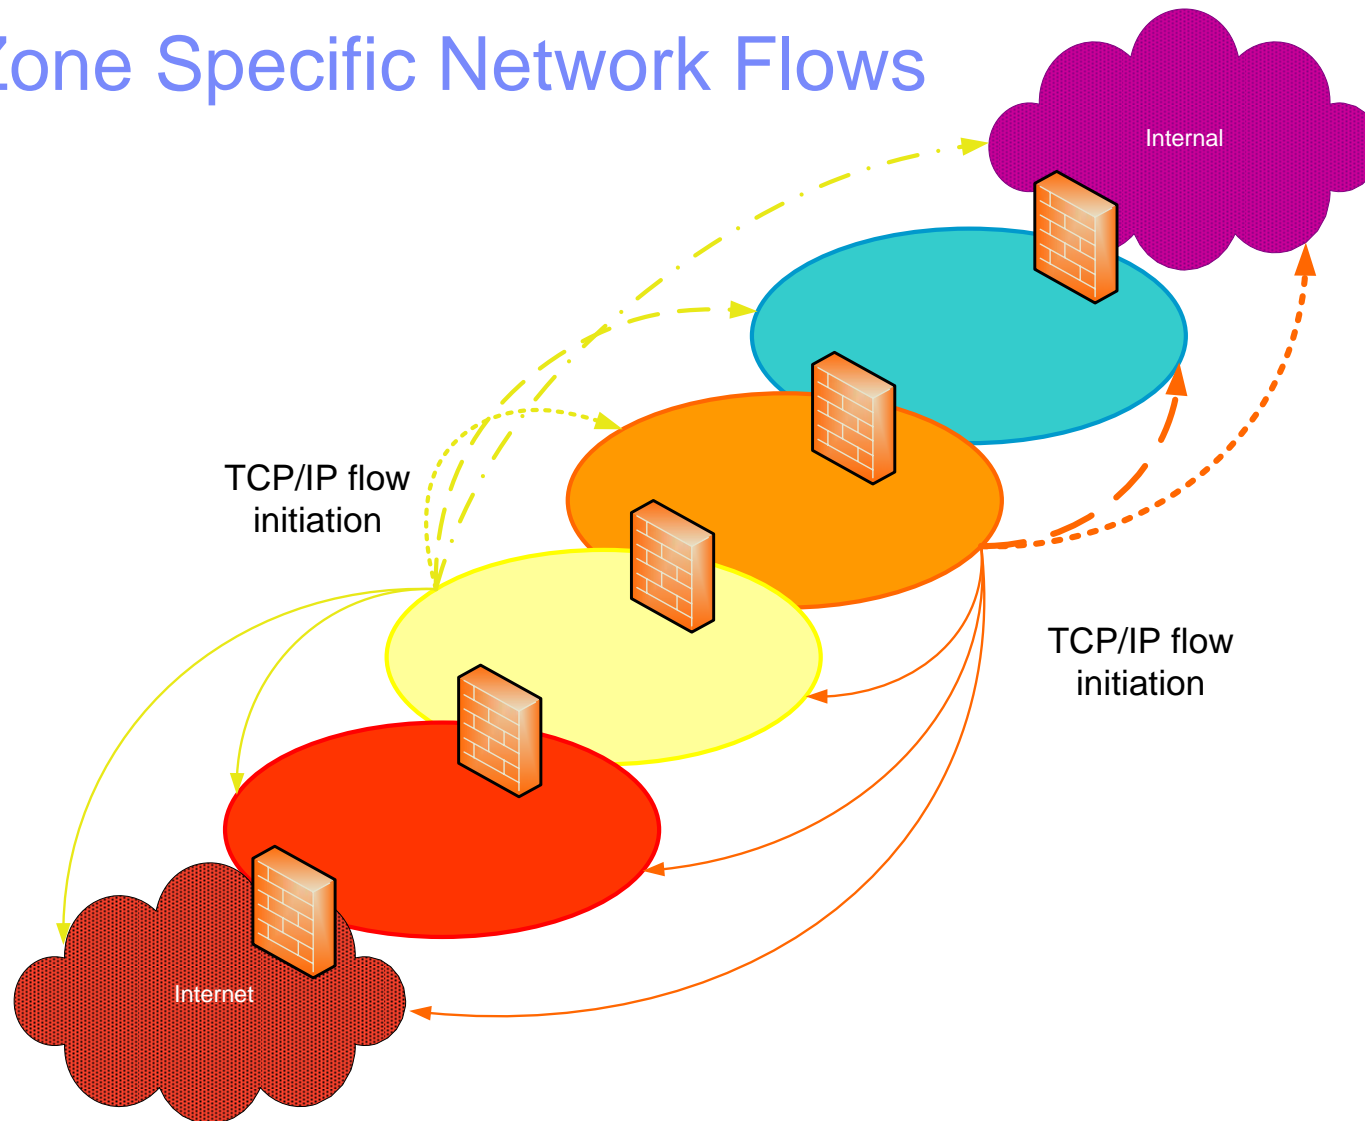 Zone Specific Network Flows
Internal
TCP/IP flow
initiation
TCP/IP flow
initiation
Internet